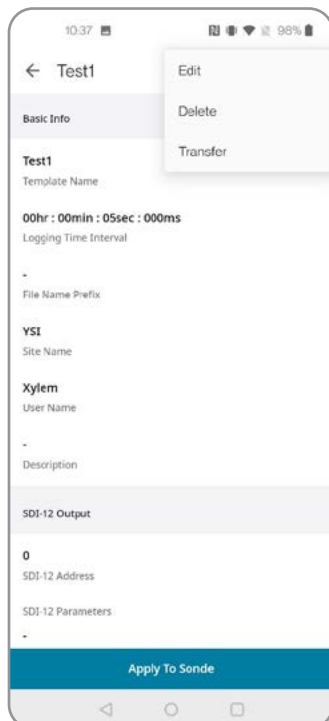 10:37 98%
← Test1
Edit
Delete
Transfer
Basic Info
Test1
Template Name
00hr : 00min : 05sec : 000ms
Logging Time Interval
-
File Name Prefix
YSI
Site Name
Xylem
User Name
-
Description
SDI-12 Output
0
SDI-12 Address
SDI-12 Parameters
-
Apply To Sonde